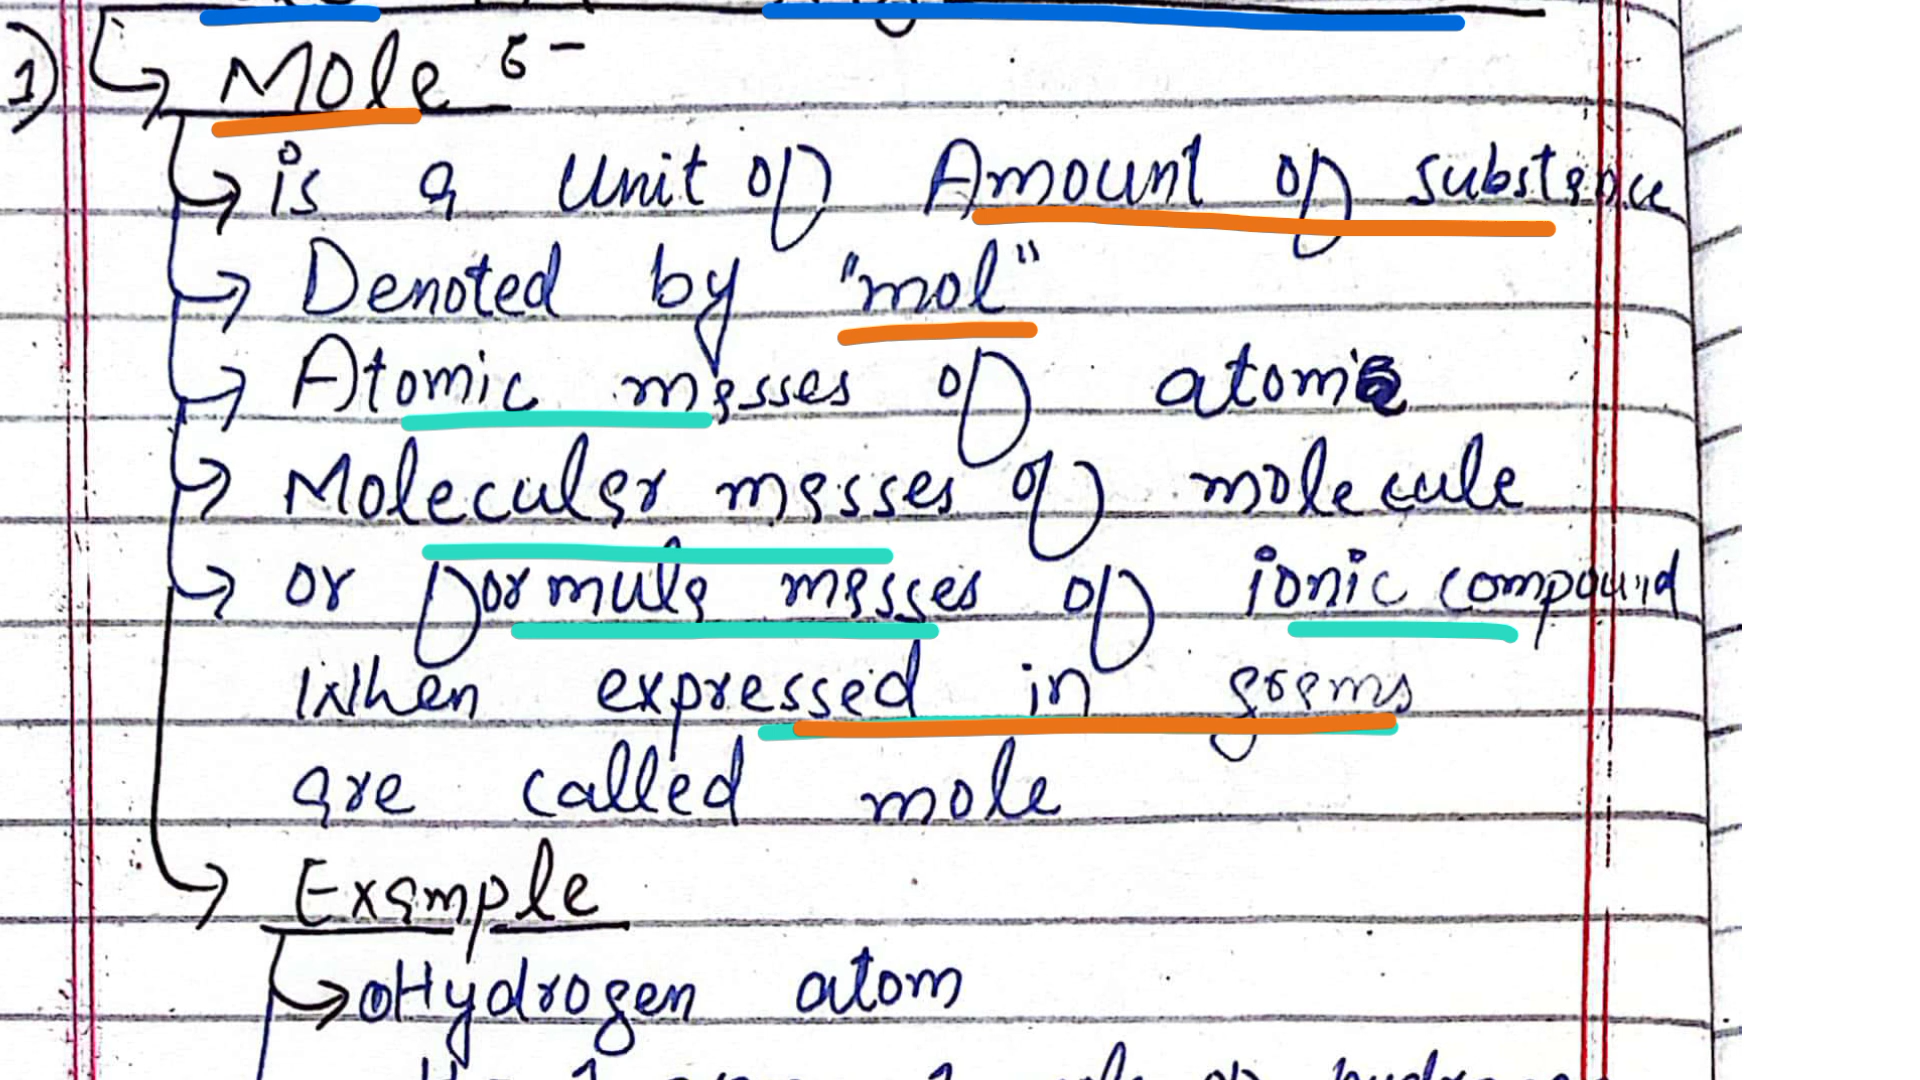 1) Mole :-
is a Unit of Amount of substance
Denoted by "mol"
Atomic masses of atoms
Molecular masses of molecule
or formula masses of ionic compound
When expressed in grams
are called mole
Example
Hydrogen atom